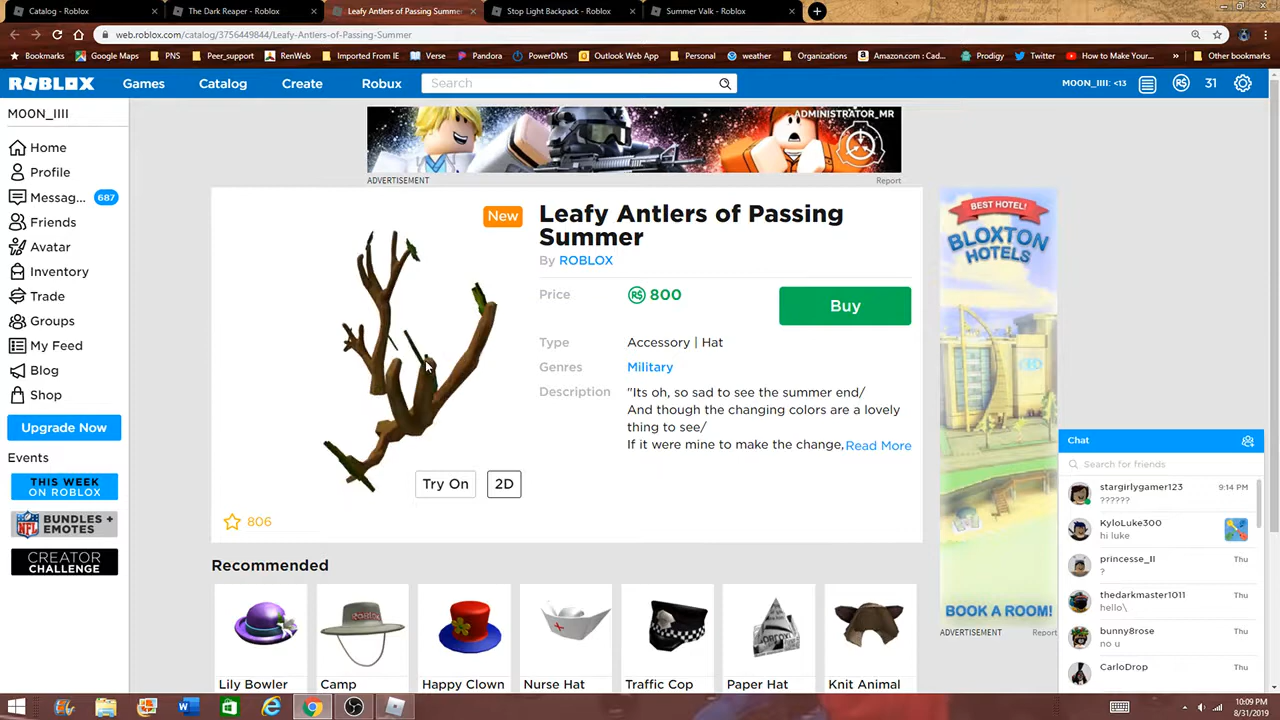 Catalog - Roblox
The Dark Reaper - Roblox
Leafy Antlers of Passing Summer
Stop Light Backpack - Roblox
Summer Valk - Roblox
web.roblox.com/catalog/3756449844/Leafy-Antlers-of-Passing-Summer
Bookmarks
Google Maps
PNS
Peer_support
RenWeb
Imported From IE
Verse
Pandora
PowerDMS
Outlook Web App
Personal
weather
Organizations
Amazon.com : Cad...
Prodigy
Twitter
How to Make Your...
Other bookmarks
ROBLOX
Games
Catalog
Create
Robux
Search
M00N_IIII: <13
31
M00N_IIII
Home
Profile
Messag...
687
Friends
Avatar
Inventory
Trade
Groups
My Feed
Blog
Shop
Upgrade Now
Events
THIS WEEK
ON ROBLOX
NFL
BUNDLES +
EMOTES
CREATOR
CHALLENGE
ADMINISTRATOR_MR
ADVERTISEMENT
Report
New
Leafy Antlers of Passing
Summer
By ROBLOX
Price
R$ 800
Buy
Type
Accessory | Hat
Genres
Military
Description
"Its oh, so sad to see the summer end/
And though the changing colors are a lovely
thing to see/
If it were mine to make the change, Read More
Try On
2D
806
Recommended
Lily Bowler
Camp
Happy Clown
Nurse Hat
Traffic Cop
Paper Hat
Knit Animal
BEST HOTEL!
BLOXTON
HOTELS
BOOK A ROOM!
ADVERTISEMENT
Report
Chat
Search for friends
stargirlygamer123
9:14 PM
??????
KyloLuke300
hi luke
princesse_II
Thu
?
thedarkmaster1011
Thu
hello\
bunny8rose
Thu
no u
CarloDrop
Thu
10:09 PM
8/31/2019